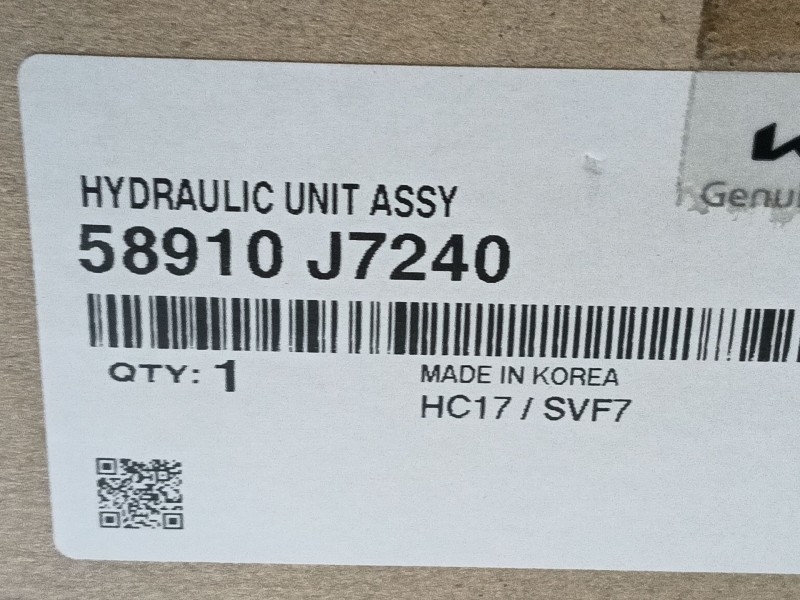 HYDRAULIC UNIT ASSY
58910 J7240
QTY: 1
MADE IN KOREA
HC17 / SVF7